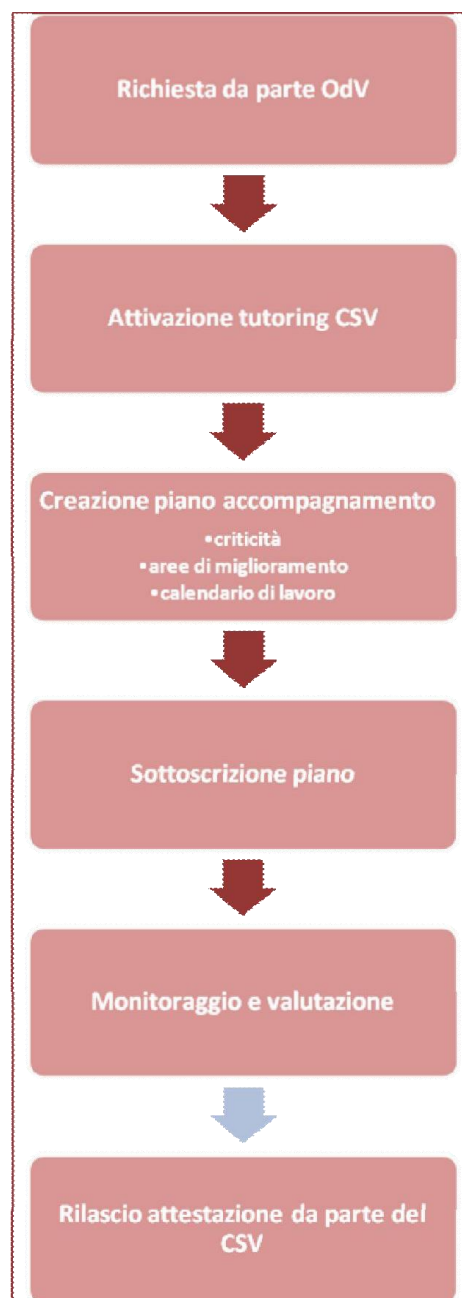 Richiesta da parte OdV
Attivazione tutoring CSV
Creazione piano accompagnamento
•criticità
•aree di miglioramento
•calendario di lavoro
Sottoscrizione piano
Monitoraggio e valutazione
Rilascio attestazione da parte del
CSV